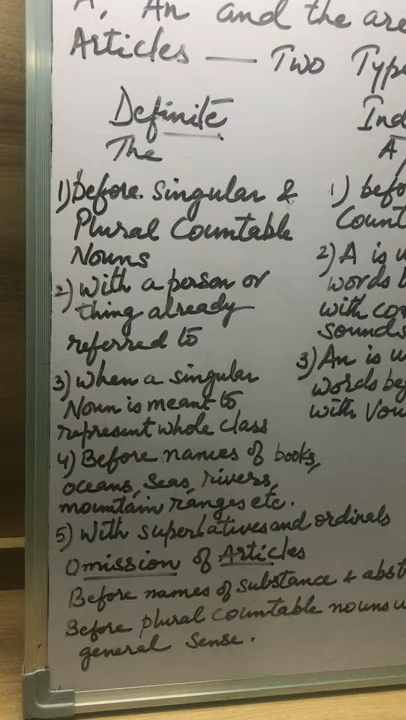 A, An and the are
Articles — Two Type
Definite
The
1) before singular &
Plural Countable
Nouns
2) With a person or
thing already
referred to
3) When a singular
Noun is meant to
represent whole class
4) Before names of books,
oceans, seas, rivers,
mountain ranges etc.
5) With superlatives and ordinals
Ind
A
1) befo
Count
2) A is u
words b
with co
sounds
3) An is u
words be
with Vou
Omission of Articles
Before names of substance + abst
Before plural countable nouns u
general sense.